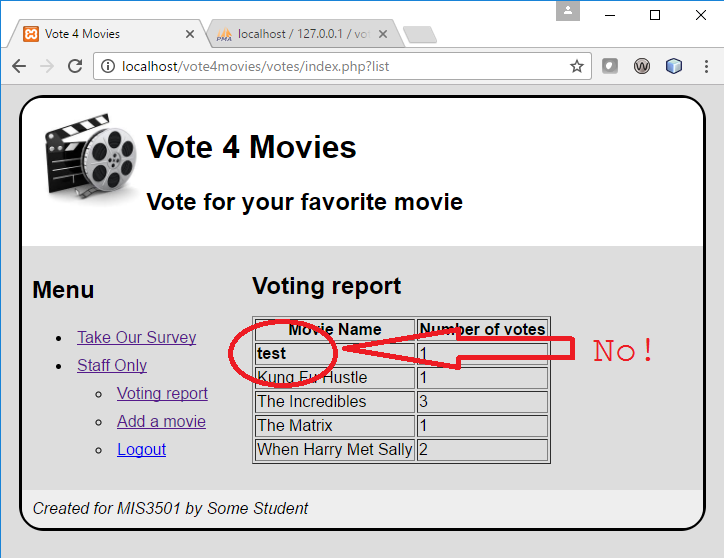 Vote 4 Movies
localhost / 127.0.0.1 / vot
localhost/vote4movies/votes/index.php?list
Vote 4 Movies
Vote for your favorite movie
Menu
Take Our Survey
Staff Only
Voting report
Add a movie
Logout
Voting report
Movie Name Number of votes
test 1
Kung Fu Hustle 1
The Incredibles 3
The Matrix 1
When Harry Met Sally 2
No!
Created for MIS3501 by Some Student